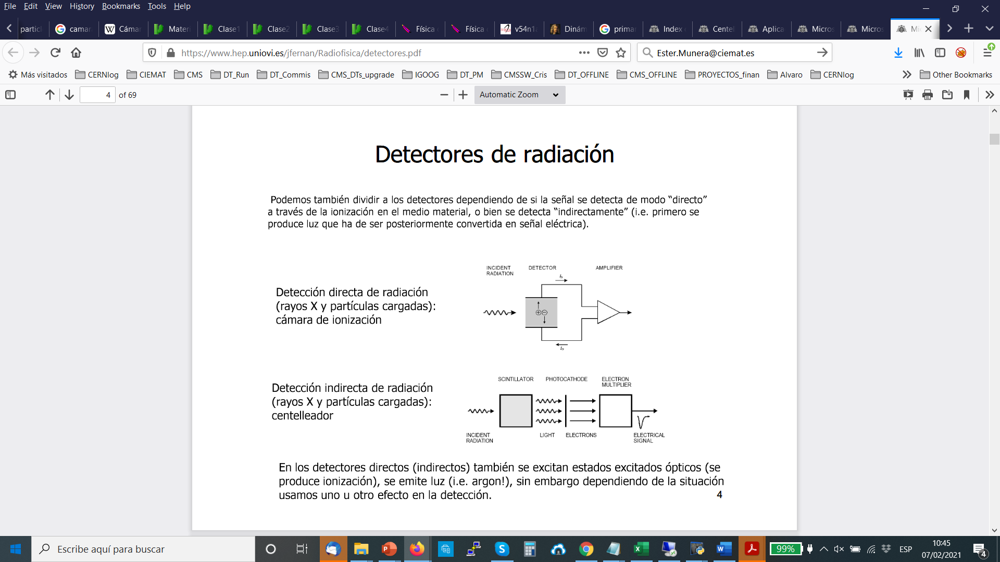 File Edit View History Bookmarks Tools Help
camar
Cámar
Materi
Clase1
Clase2
Clase3
Clase4
Física
Física
v54n1a
Dinám
primar
Index
Centel
Aplica
Micros
Micros
Mi
https://www.hep.uniovi.es/jfernan/Radiofisica/detectores.pdf
Ester.Munera@ciemat.es
Más visitados CERNlog CIEMAT CMS DT_Run DT_Commis CMS_DTs_upgrade IGOOG DT_PM CMSSW_Cris DT_OFFLINE CMS_OFFLINE PROYECTOS_finan Alvaro CERNlog Other Bookmarks
4 of 69 Automatic Zoom
Detectores de radiación
Podemos también dividir a los detectores dependiendo de si la señal se detecta de modo “directo”
a través de la ionización en el medio material, o bien se detecta “indirectamente” (i.e. primero se
produce luz que ha de ser posteriormente convertida en señal eléctrica).
Detección directa de radiación
(rayos X y partículas cargadas):
cámara de ionización
INCIDENT
RADIATION
DETECTOR
AMPLIFIER
is
is
Detección indirecta de radiación
(rayos X y partículas cargadas):
centelleador
SCINTILLATOR
PHOTOCATHODE
ELECTRON
MULTIPLIER
INCIDENT
RADIATION
LIGHT
ELECTRONS
ELECTRICAL
SIGNAL
En los detectores directos (indirectos) también se excitan estados excitados ópticos (se
produce ionización), se emite luz (i.e. argon!), sin embargo dependiendo de la situación
usamos uno u otro efecto en la detección.
4
Escribe aquí para buscar
99%
ESP
10:45
07/02/2021
4